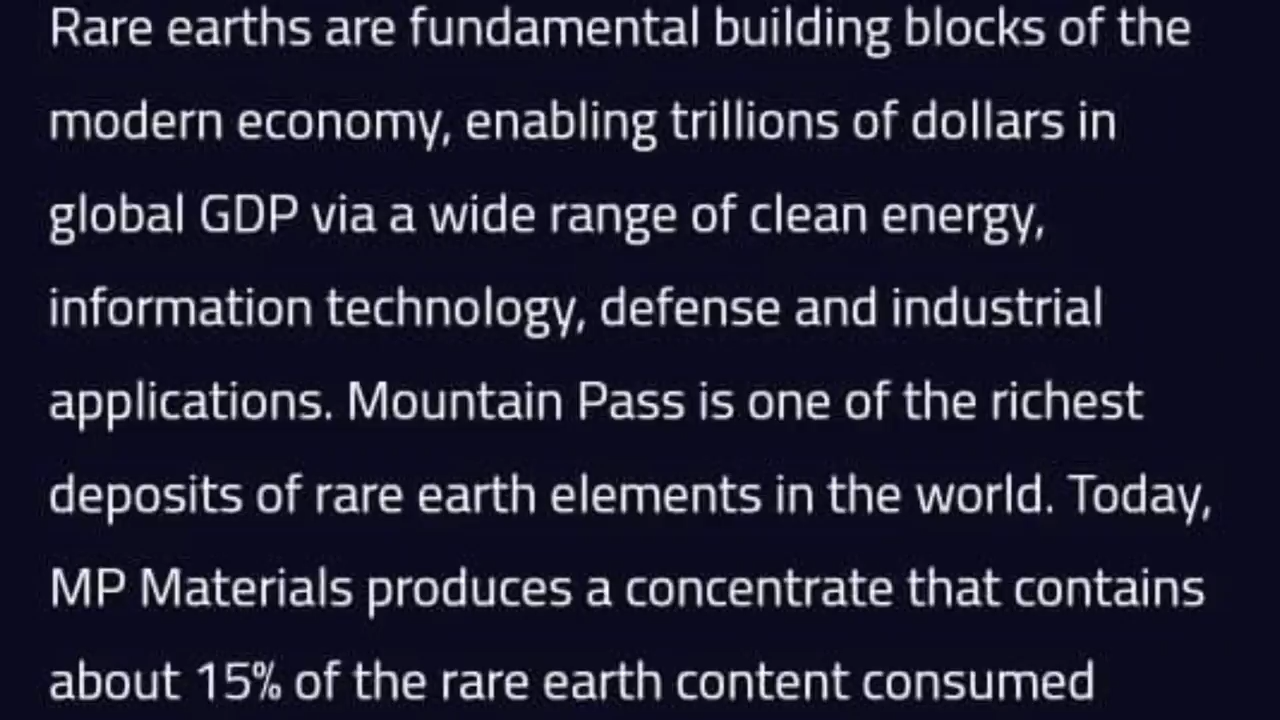 Rare earths are fundamental building blocks of the
modern economy, enabling trillions of dollars in
global GDP via a wide range of clean energy,
information technology, defense and industrial
applications. Mountain Pass is one of the richest
deposits of rare earth elements in the world. Today,
MP Materials produces a concentrate that contains
about 15% of the rare earth content consumed